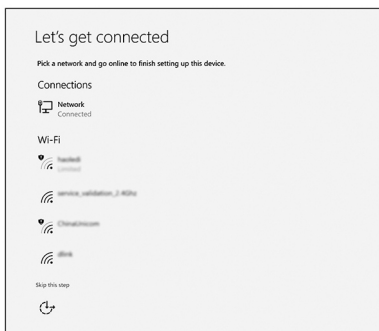 Let's get connected
Pick a network and go online to finish setting up this device.
Connections
Network
Connected
Wi-Fi
Limited
service_validation_2.4Ghz
ChinaUnicom
dlink
Skip this step